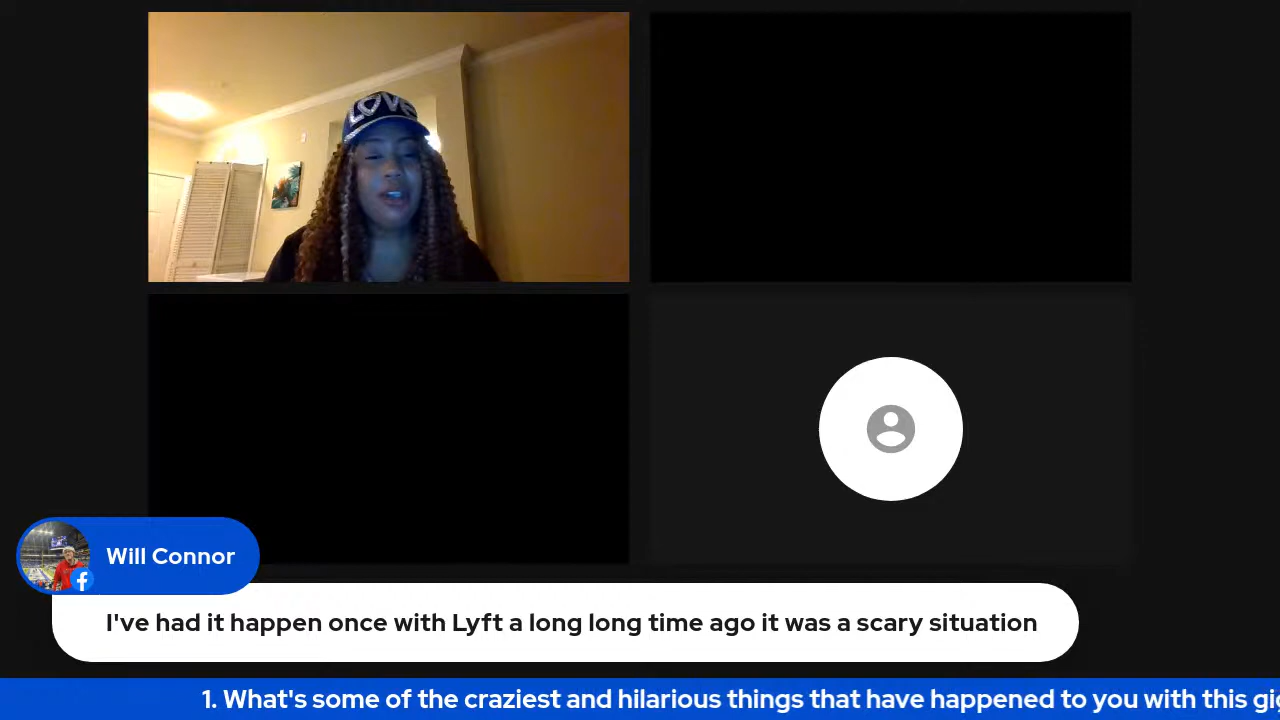 LOVE
Will Connor
I've had it happen once with Lyft a long long time ago it was a scary situation
1. What's some of the craziest and hilarious things that have happened to you with this gig